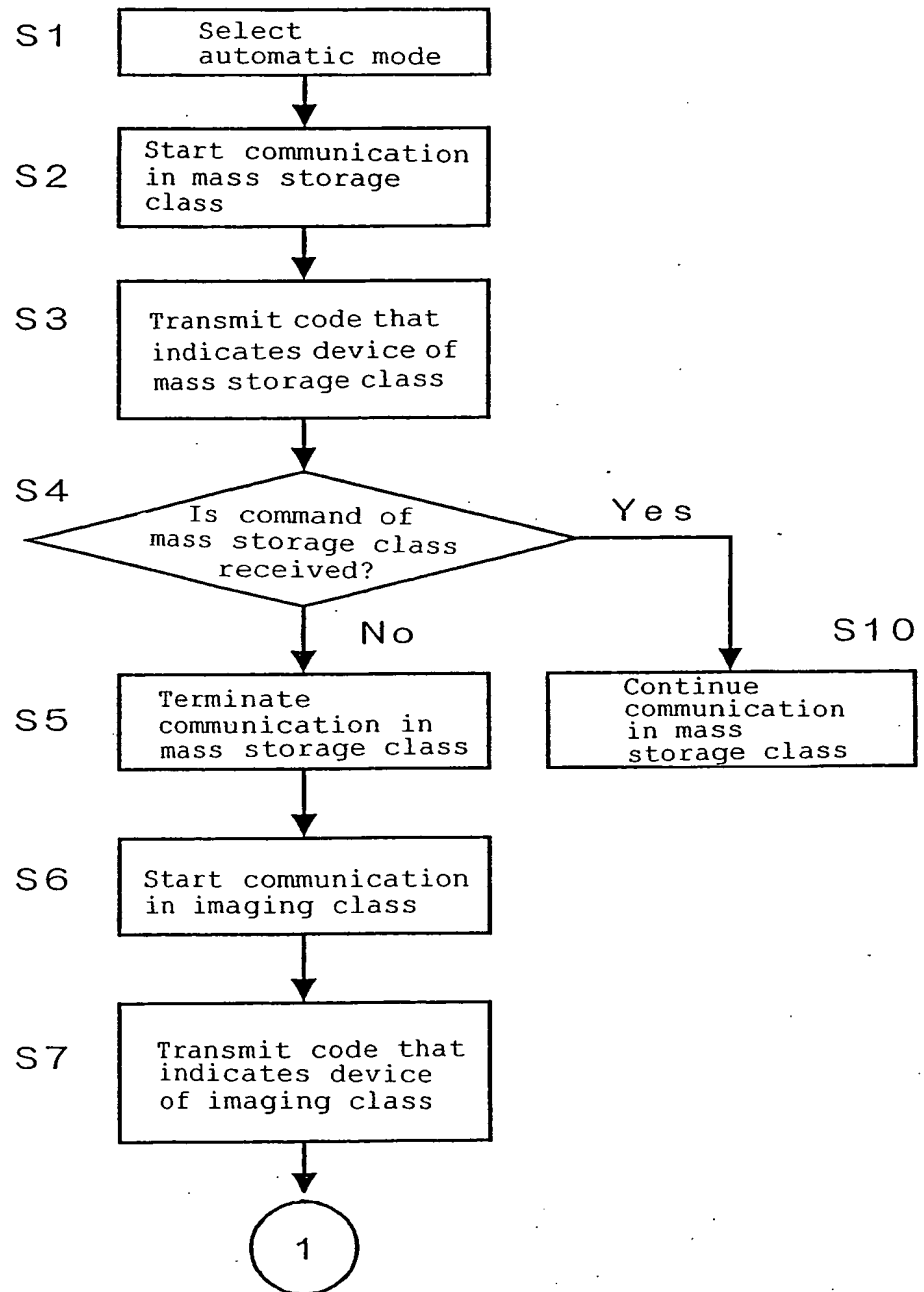 S1
Select
automatic mode
S2
Start communication
in mass storage
class
S3
Transmit code that
indicates device of
mass storage class
S4
Is command of
mass storage class
received?
Yes
No
S10
Continue
communication
in mass
storage class
S5
Terminate
communication in
mass storage class
S6
Start communication
in imaging class
S7
Transmit code that
indicates device
of imaging class
1